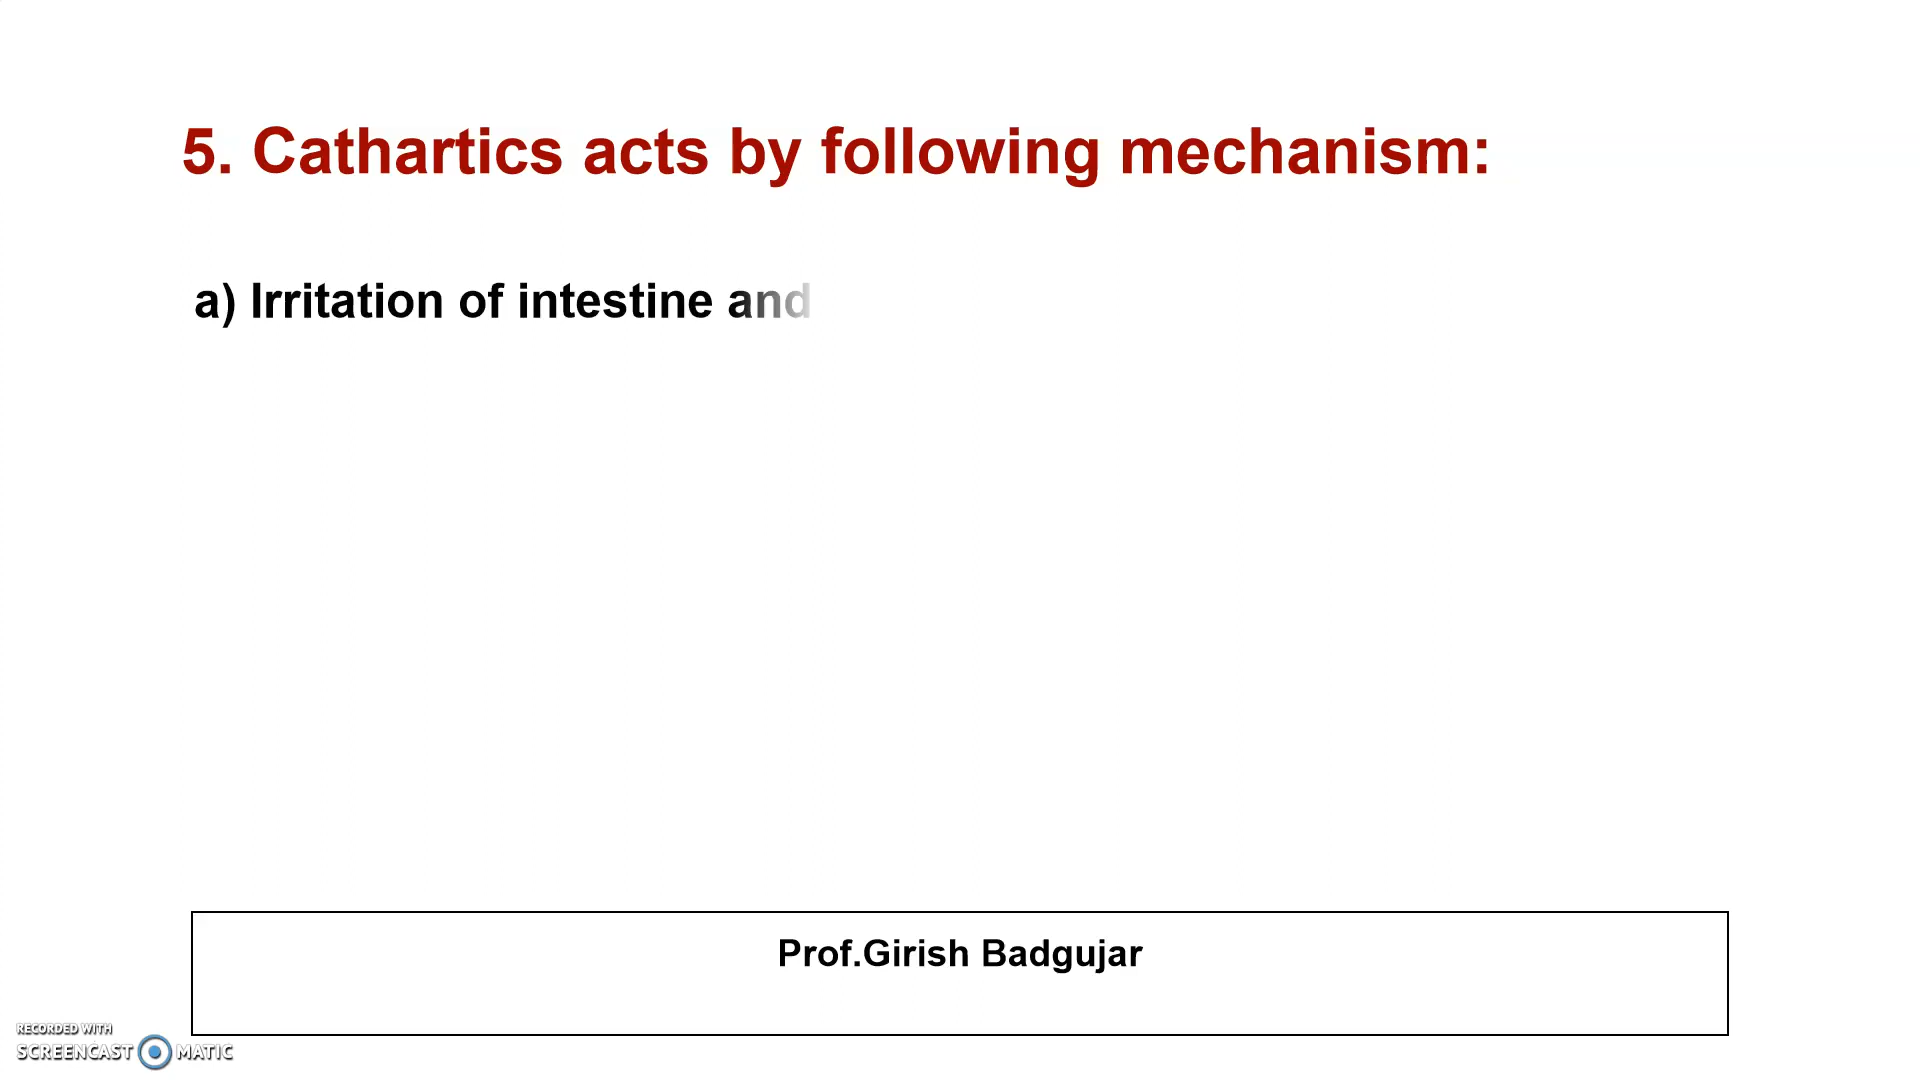 5. Cathartics acts by following mechanism:
a) Irritation of intestine and
Prof.Girish Badgujar
RECORDED WITH
SCREENCAST MATIC